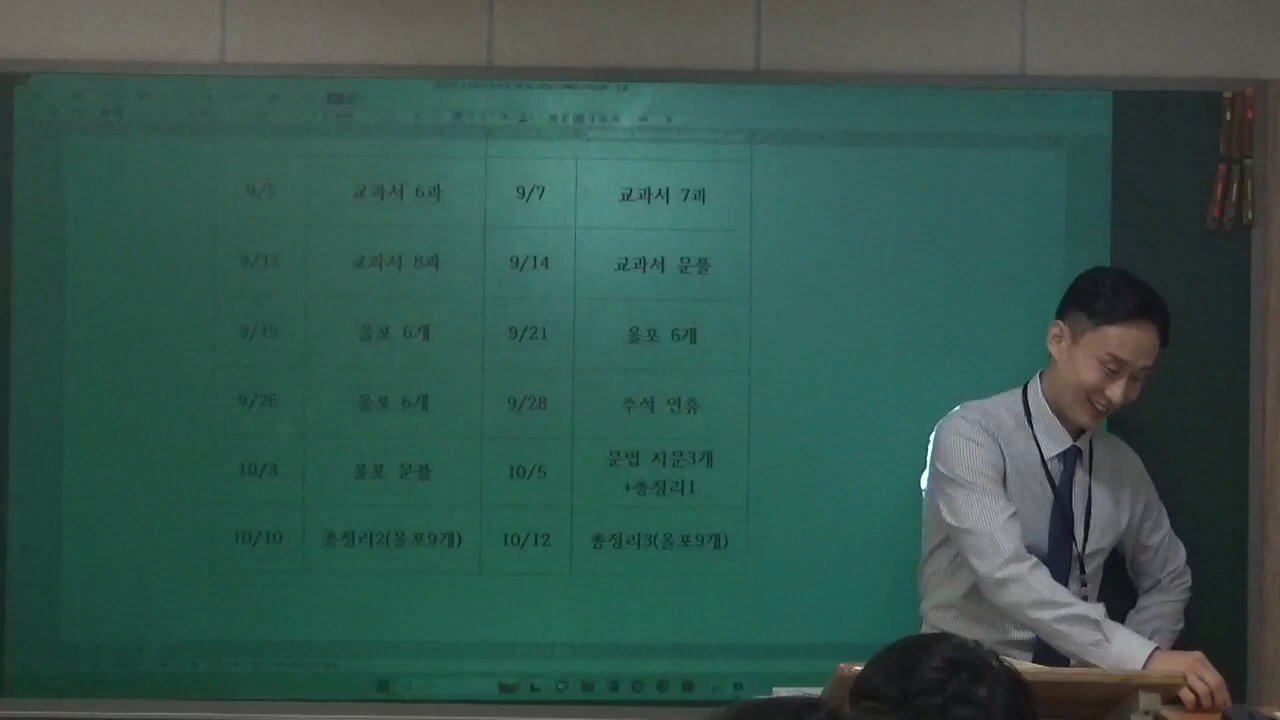 9/5 교과서 6과 9/7 교과서 7과
9/12 교과서 8과 9/14 교과서 문풀
9/19 올포 6개 9/21 올포 6개
9/26 올포 6개 9/28 추석 연휴
10/3 올포 문풀 10/5 문법 지문3개
+총정리1
10/10 총정리2(올포9개) 10/12 총정리3(올포9개)